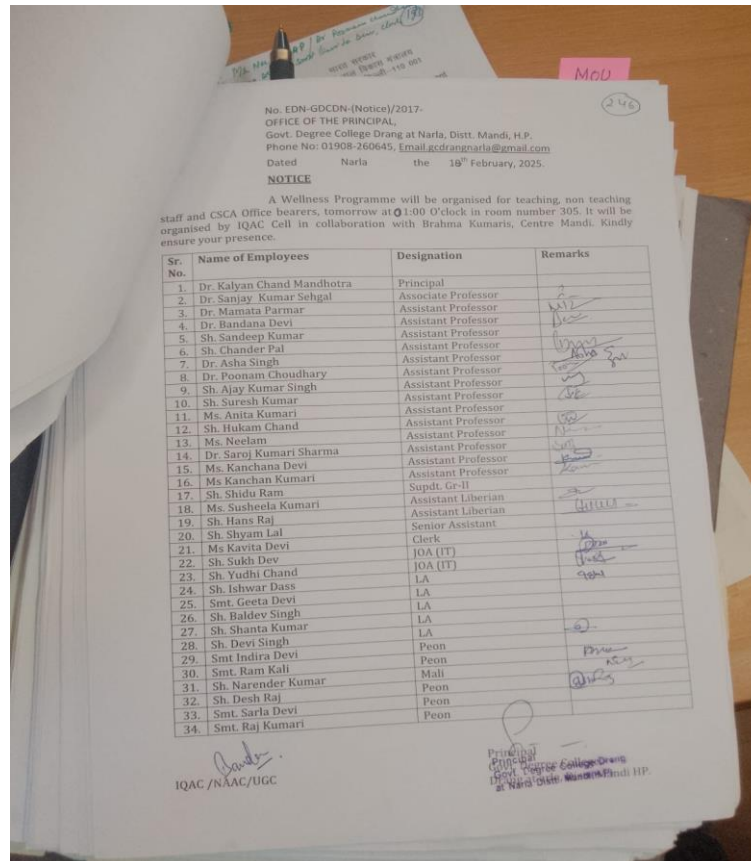 भारत सरकार
MOU
246
No. EDN-GDCDN-(Notice)/2017-
OFFICE OF THE PRINCIPAL,
Govt. Degree College Drang at Narla, Distt. Mandi, H.P.
Phone No: 01908-260645, Email.gcdrangnarla@gmail.com
Dated Narla the 18th February, 2025.
NOTICE
A Wellness Programme will be organised for teaching, non teaching
staff and CSCA Office bearers, tomorrow at 01:00 O'clock in room number 305. It will be
organised by IQAC Cell in collaboration with Brahma Kumaris, Centre Mandi. Kindly
ensure your presence.
Sr. No. Name of Employees Designation Remarks
1. Dr. Kalyan Chand Mandhotra Principal
2. Dr. Sanjay Kumar Sehgal Associate Professor
3. Dr. Mamata Parmar Assistant Professor
4. Dr. Bandana Devi Assistant Professor
5. Sh. Sandeep Kumar Assistant Professor
6. Sh. Chander Pal Assistant Professor
7. Dr. Asha Singh Assistant Professor Asha
8. Dr. Poonam Choudhary Assistant Professor
9. Sh. Ajay Kumar Singh Assistant Professor
10. Sh. Suresh Kumar Assistant Professor
11. Ms. Anita Kumari Assistant Professor
12. Sh. Hukam Chand Assistant Professor
13. Ms. Neelam Assistant Professor
14. Dr. Saroj Kumari Sharma Assistant Professor
15. Ms. Kanchana Devi Assistant Professor
16. Ms Kanchan Kumari Assistant Professor
17. Sh. Shidu Ram Supdt. Gr-II
18. Ms. Susheela Kumari Assistant Liberian
19. Sh. Hans Raj Assistant Liberian
20. Sh. Shyam Lal Senior Assistant
21. Ms Kavita Devi Clerk
22. Sh. Sukh Dev JOA (IT)
23. Sh. Yudhi Chand JOA (IT)
24. Sh. Ishwar Dass LA
25. Smt. Geeta Devi LA
26. Sh. Baldev Singh LA
27. Sh. Shanta Kumar LA
28. Sh. Devi Singh LA
29. Smt Indira Devi Peon
30. Smt. Ram Kali Peon
31. Sh. Narender Kumar Mali
32. Sh. Desh Raj Peon
33. Smt. Sarla Devi Peon
34. Smt. Raj Kumari Peon
IQAC /NAAC/UGC
Principal
Principal
Govt. Degree College Drang
at Narla Distt. Mandi HP.